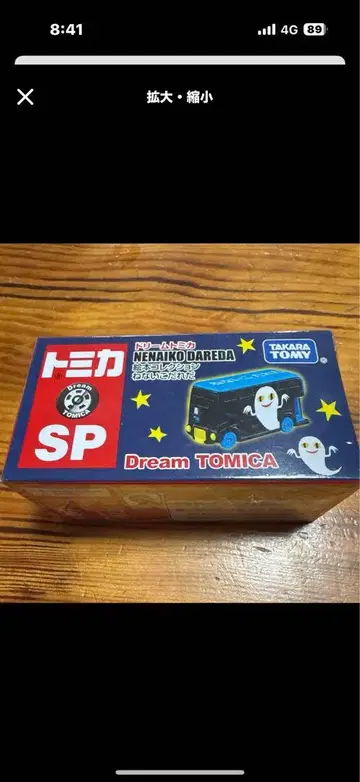 8:41
4G 89
拡大・縮小
トミカ
Dream
TOMICA
SP
ドリームトミカ
NENAIKO DAREDA
絵本コレクション
ねないこだれだ
TAKARA
TOMY
®
Dream TOMICA